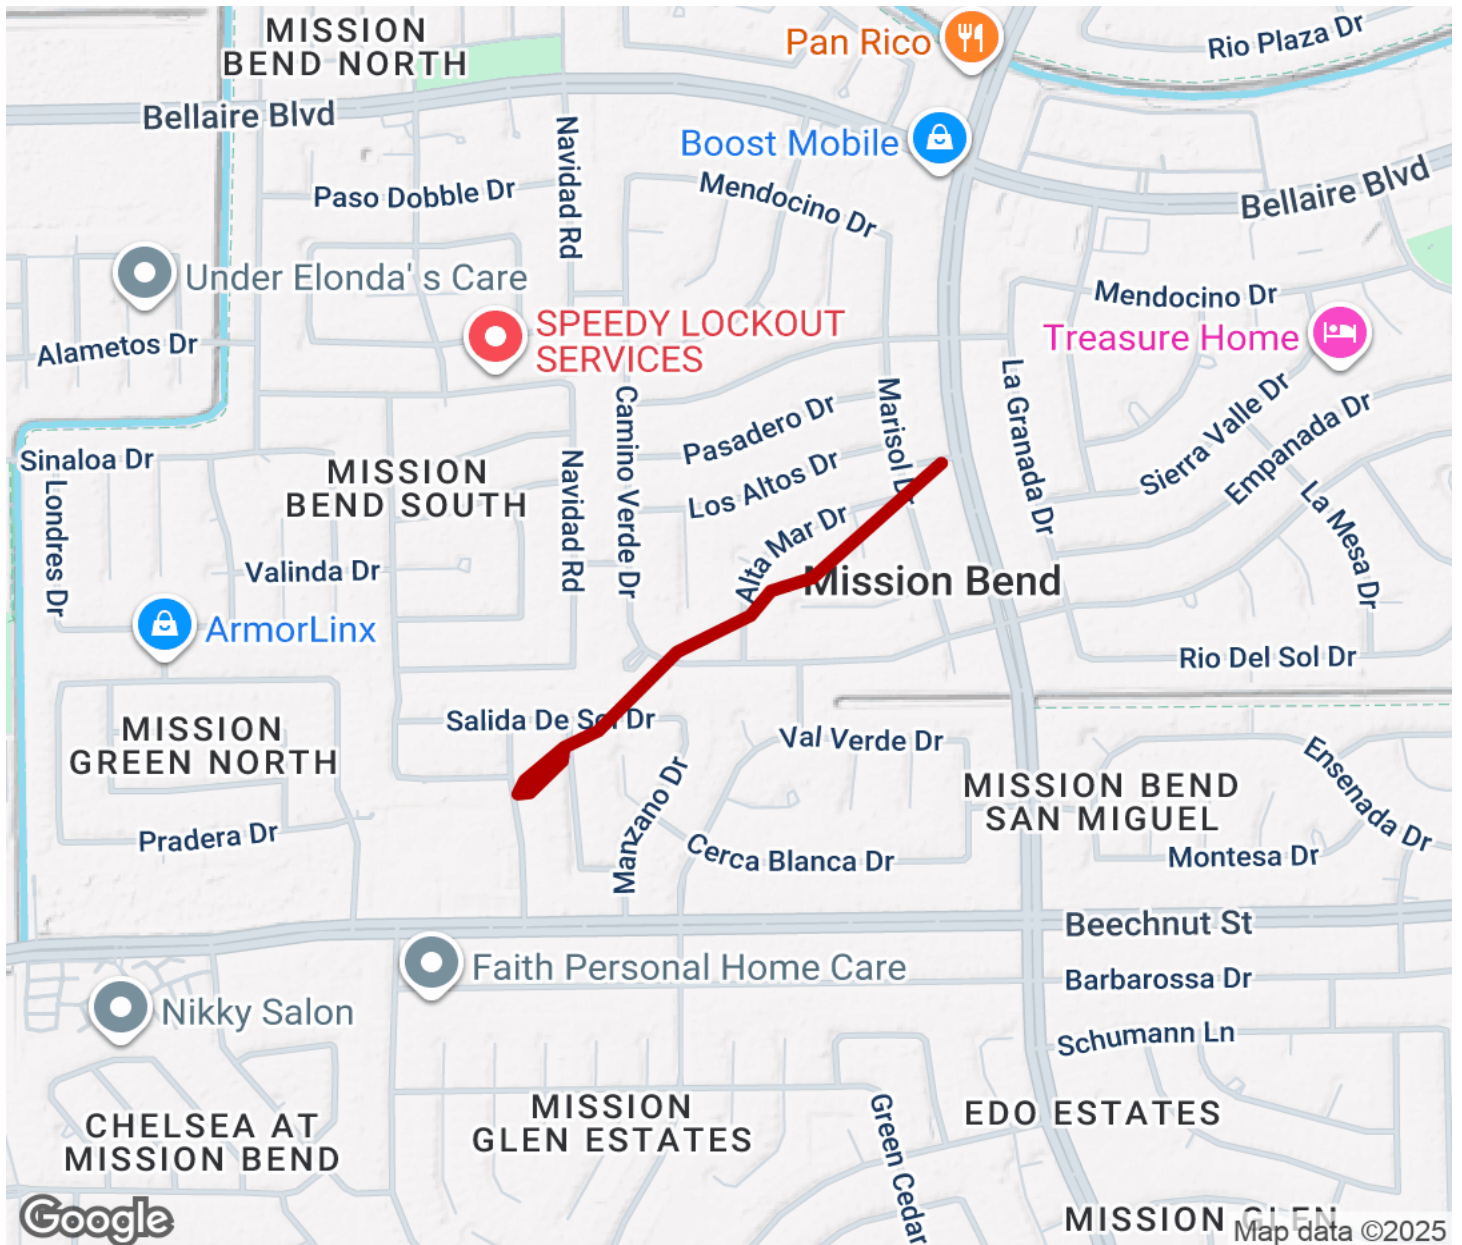 MISSION
BEND NORTH
Pan Rico
Rio Plaza Dr
Bellaire Blvd
Boost Mobile
Navidad Rd
Paso Dobble Dr
Mendocino Dr
Bellaire Blvd
Under Elonda' s Care
Mendocino Dr
SPEEDY LOCKOUT
SERVICES
Treasure Home
Alametos Dr
La Granada Dr
Camino Verde Dr
Marisol Dr
Pasadero Dr
Sierra Valle Dr
Empanada Dr
Sinaloa Dr
MISSION
BEND SOUTH
Navidad Rd
Los Altos Dr
Londres Dr
La Mesa Dr
Alta Mar Dr
Valinda Dr
Mission Bend
ArmorLinx
Rio Del Sol Dr
MISSION
GREEN NORTH
Salida De Sol Dr
Val Verde Dr
Ensenada Dr
MISSION BEND
SAN MIGUEL
Manzano Dr
Pradera Dr
Cerca Blanca Dr
Montesa Dr
Beechnut St
Faith Personal Home Care
Barbarossa Dr
Nikky Salon
Schumann Ln
MISSION
GLEN ESTATES
EDO ESTATES
CHELSEA AT
MISSION BEND
Green Cedar
MISSION GLEN
Google
Map data ©2025